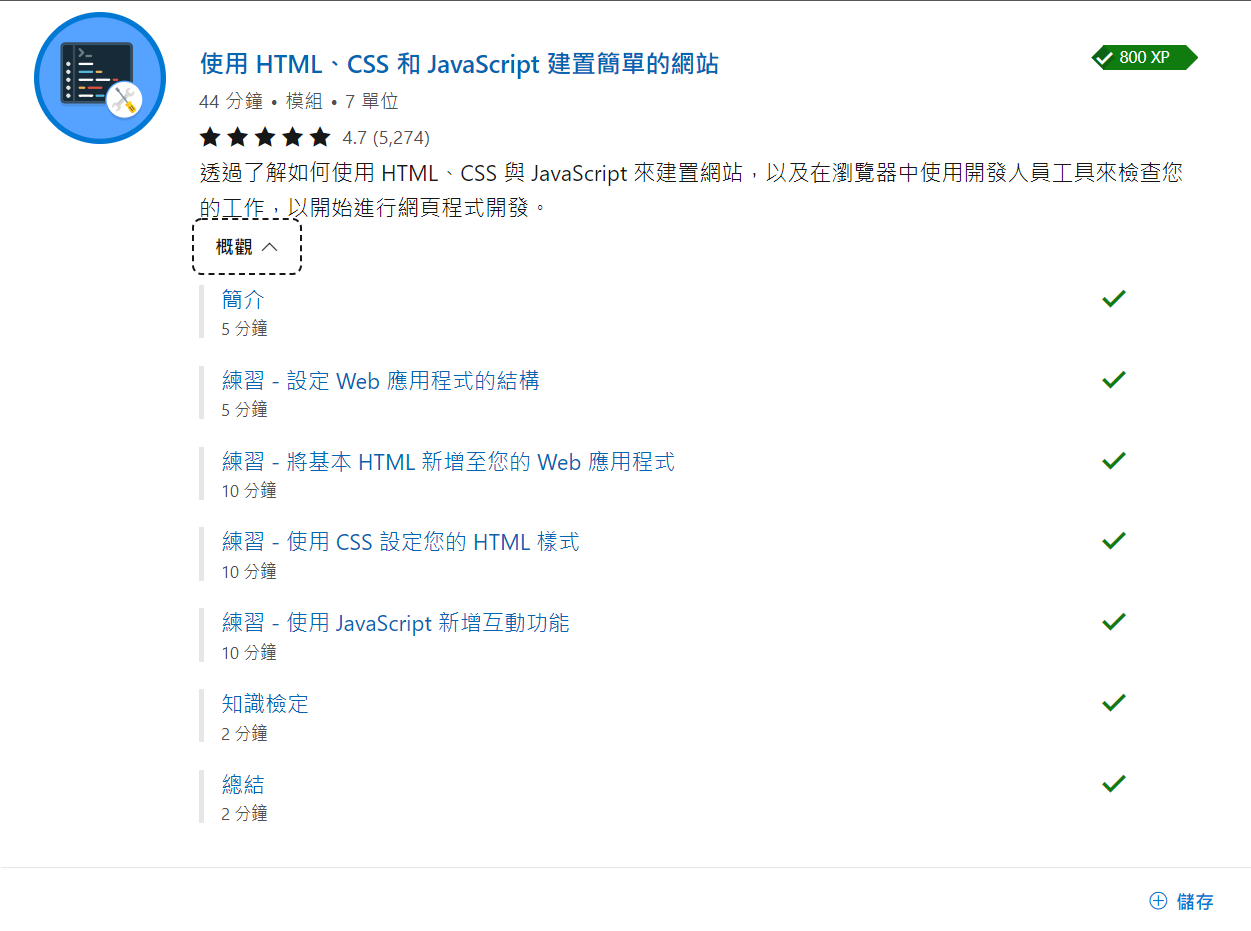 使用 HTML、CSS 和 JavaScript 建置簡單的網站
800 XP
44 分鐘 • 模組 • 7 單位
4.7 (5,274)
透過了解如何使用 HTML、CSS 與 JavaScript 來建置網站，以及在瀏覽器中使用開發人員工具來檢查您
的工作，以開始進行網頁程式開發。
概觀
簡介
5 分鐘
練習 - 設定 Web 應用程式的結構
5 分鐘
練習 - 將基本 HTML 新增至您的 Web 應用程式
10 分鐘
練習 - 使用 CSS 設定您的 HTML 樣式
10 分鐘
練習 - 使用 JavaScript 新增互動功能
10 分鐘
知識檢定
2 分鐘
總結
2 分鐘
儲存